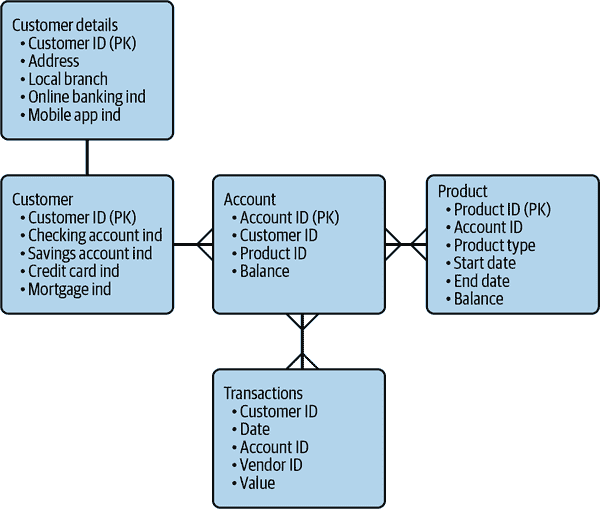 Customer details
• Customer ID (PK)
• Address
• Local branch
• Online banking ind
• Mobile app ind
Customer
• Customer ID (PK)
• Checking account ind
• Savings account ind
• Credit card ind
• Mortgage ind
Account
• Account ID (PK)
• Customer ID
• Product ID
• Balance
Product
• Product ID (PK)
• Account ID
• Product type
• Start date
• End date
• Balance
Transactions
• Customer ID
• Date
• Account ID
• Vendor ID
• Value